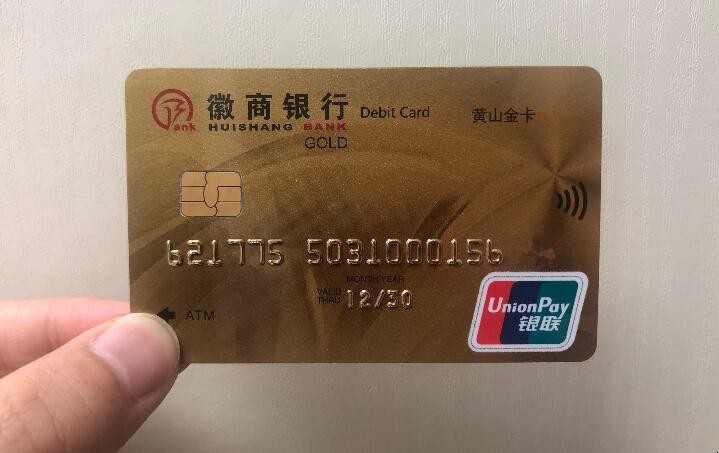 ank 徽商银行 Debit Card 黄山金卡
HUISHANG BANK
GOLD
621775 5031000156
MONTH/YEAR
VALID THRU 12/30
ATM
UnionPay
银联